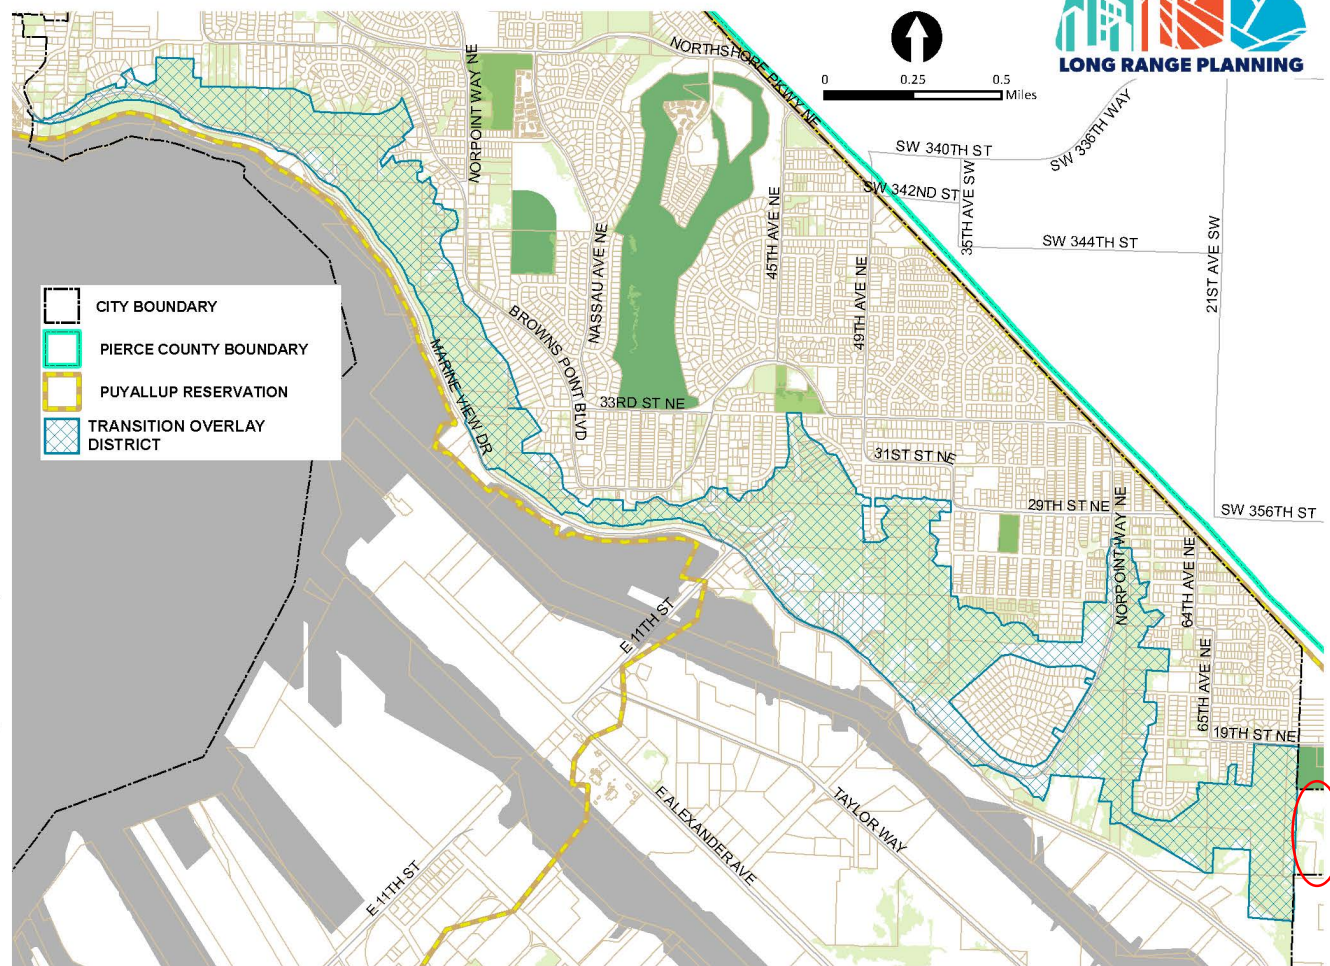 LONG RANGE PLANNING
0 0.25 0.5
Miles
NORTHSHORE PKWY NE
NORPOINT WAY NE
SW 336TH WAY
SW 340TH ST
SW 342ND ST
35TH AVE SW
SW 344TH ST
21ST AVE SW
NASSAU AVE NE
45TH AVE NE
49TH AVE NE
CITY BOUNDARY
PIERCE COUNTY BOUNDARY
PUYALLUP RESERVATION
TRANSITION OVERLAY
DISTRICT
BROWNS POINT BLVD
MARINE VIEW DR
33RD ST NE
31ST ST NE
29TH ST NE
SW 356TH ST
NORPOINT WAY NE
64TH AVE NE
E 11TH ST
65TH AVE NE
19TH ST NE
E ALEXANDER AVE
TAYLOR WAY
E 11TH ST